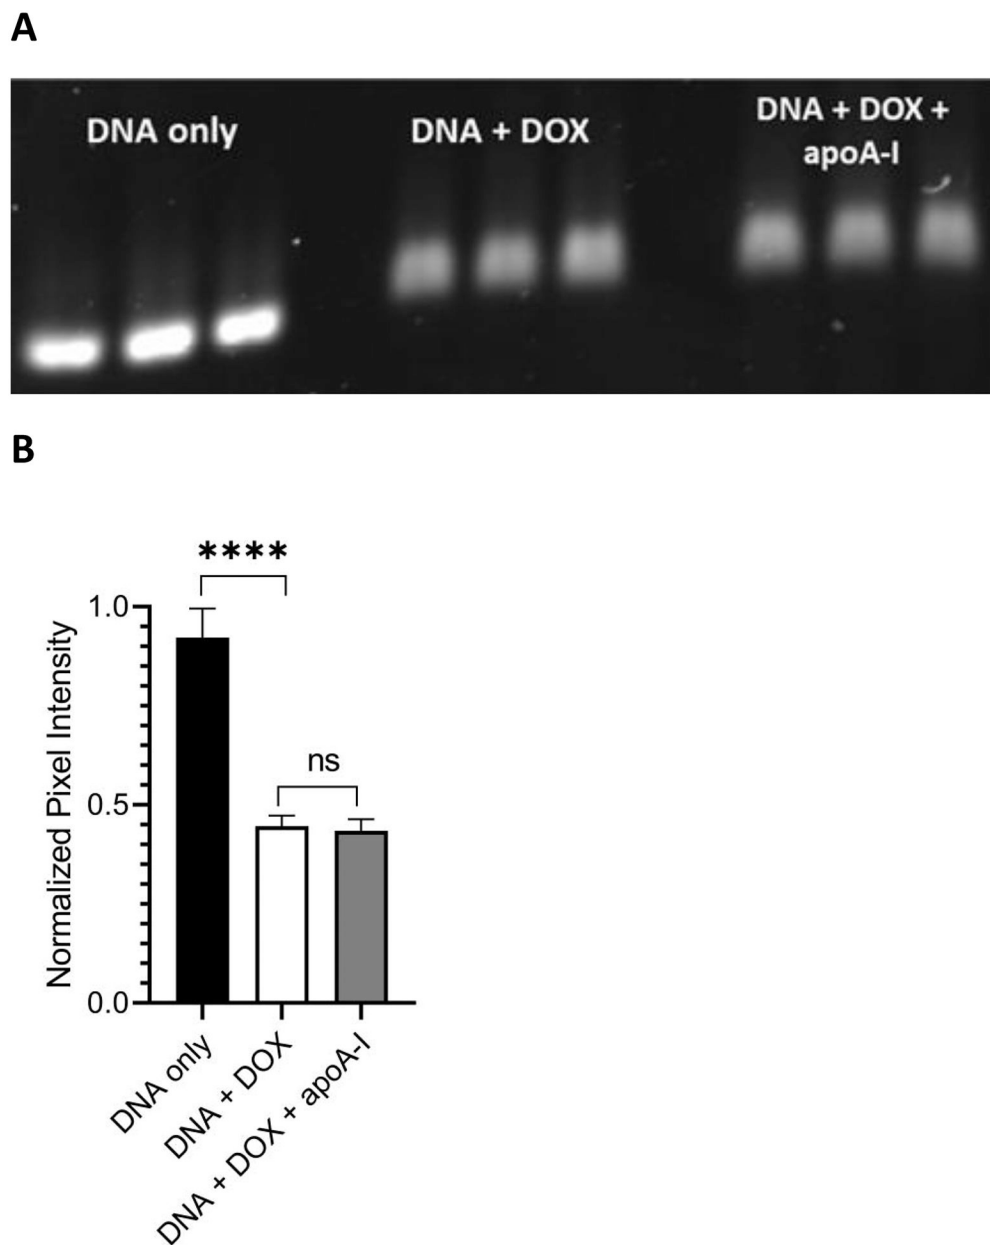 A
DNA only
DNA + DOX
DNA + DOX +
apoA-I
B
****
1.0
ns
0.5
0.0
Normalized Pixel Intensity
DNA only
DNA + DOX
DNA + DOX + apoA-I